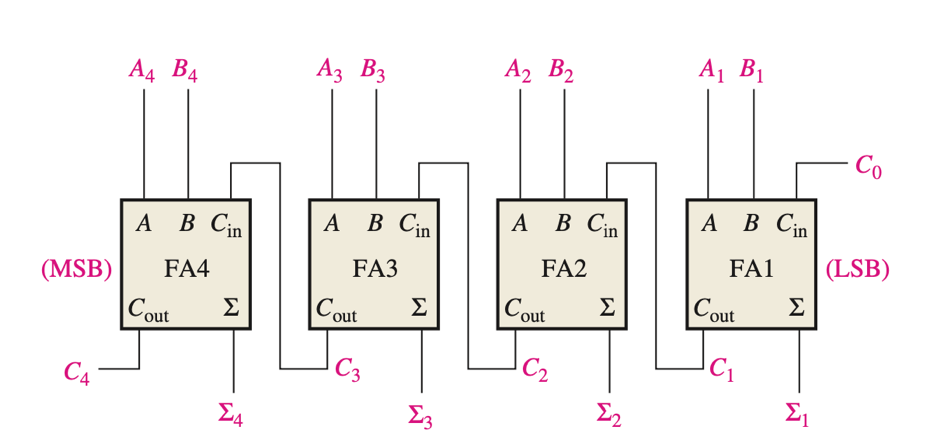 A₄ B₄ A₃ B₃ A₂ B₂ A₁ B₁
C₀
A B Cin A B Cin A B Cin A B Cin
(MSB) FA4 FA3 FA2 FA1 (LSB)
Cout Σ Cout Σ Cout Σ Cout Σ
C₄ C₃ C₂ C₁
Σ₄ Σ₃ Σ₂ Σ₁